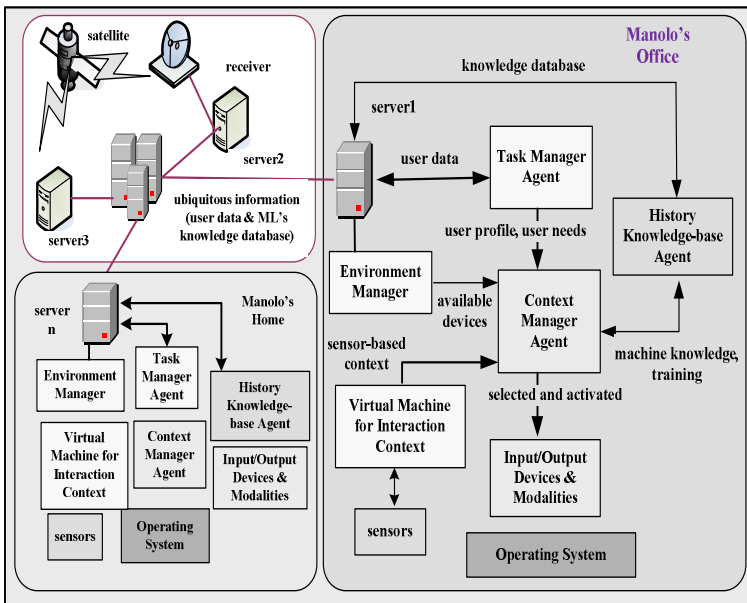 satellite
receiver
server2
server3
ubiquitous information
(user data & ML's
knowledge database)
Manolo's
Office
knowledge database
server1
user data
Task Manager
Agent
user profile, user needs
History
Knowledge-base
Agent
Environment
Manager
available
devices
Context
Manager
Agent
sensor-based
context
machine knowledge,
training
Virtual Machine
for Interaction
Context
selected and activated
Input/Output
Devices &
Modalities
sensors
Operating System
Manolo's
Home
server
n
Environment
Manager
Task
Manager
Agent
History
Knowledge-
base Agent
Virtual
Machine for
Interaction
Context
Context
Manager
Agent
Input/Output
Devices &
Modalities
sensors
Operating
System